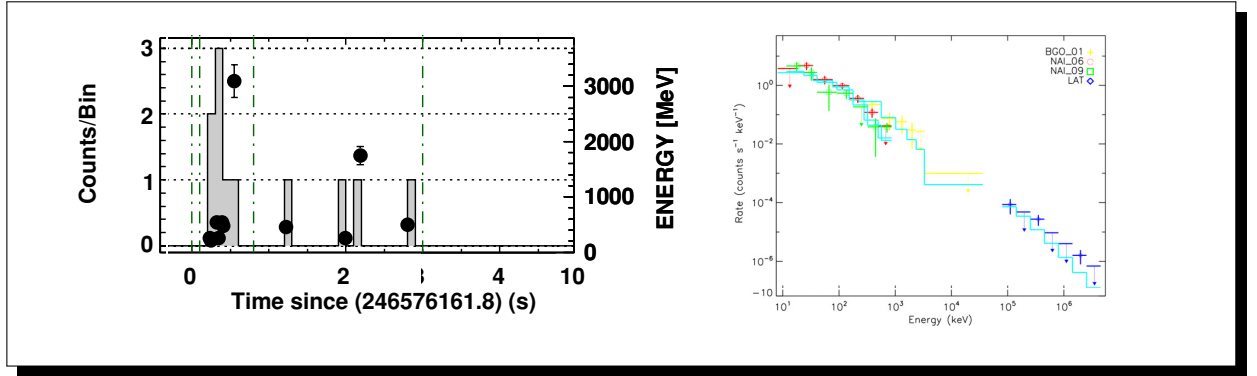 3
2
1
0
Counts/Bin
3000
2000
1000
0
ENERGY [MeV]
0 2 3 4 10
Time since (246576161.8) (s)
BGO_01
NAI_06
NAI_09
LAT
10⁰
10⁻²
10⁻⁴
10⁻⁶
-10
Rate (counts s⁻¹ keV⁻¹)
10¹ 10² 10³ 10⁴ 10⁵ 10⁶
Energy (keV)